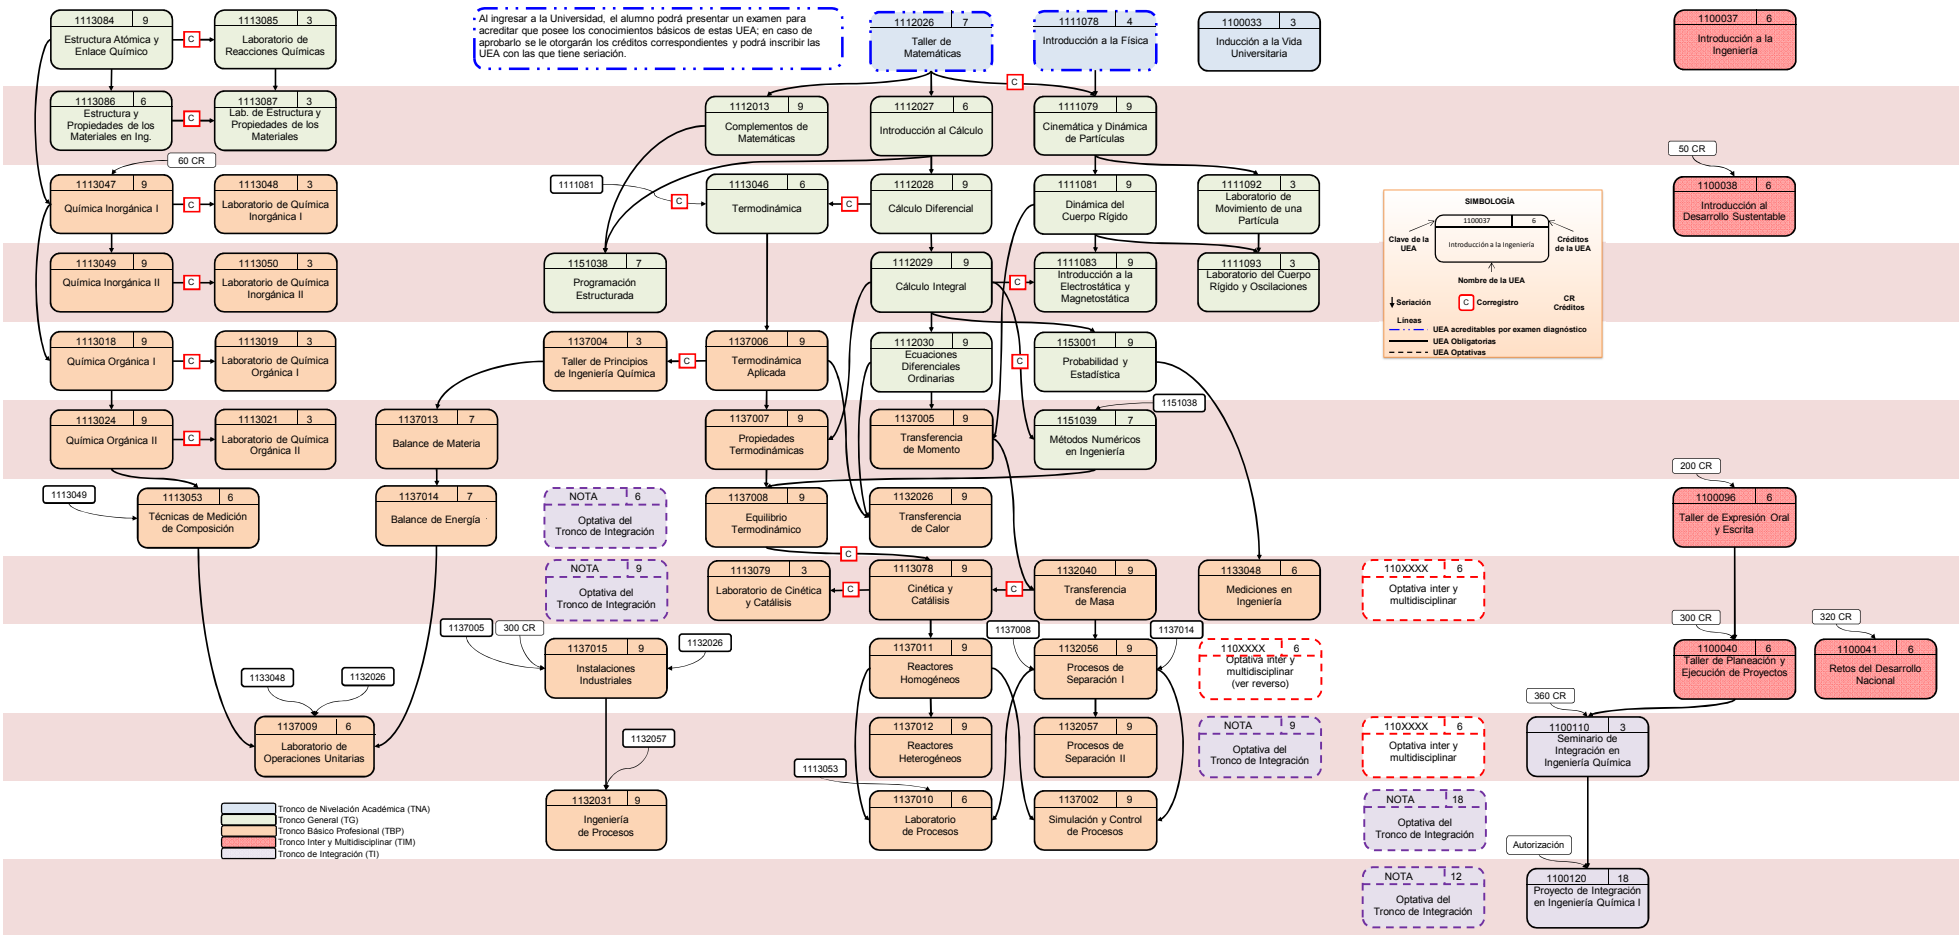 1113084 9
Estructura Atómica y
Enlace Químico
C
1113085 3
Laboratorio de
Reacciones Químicas
Al ingresar a la Universidad, el alumno podrá presentar un examen para
acreditar que posee los conocimientos básicos de estas UEA; en caso de
aprobarlo se le otorgarán los créditos correspondientes y podrá inscribir las
UEA con las que tiene seriación.
1112026 7
Taller de
Matemáticas
1111078 4
Introducción a la Física
1100033 3
Inducción a la Vida
Universitaria
1100037 6
Introducción a la
Ingeniería
C
1113086 6
Estructura y
Propiedades de los
Materiales en Ing.
C
1113087 3
Lab. de Estructura y
Propiedades de los
Materiales
1112013 9
Complementos de
Matemáticas
1112027 6
Introducción al Cálculo
1111079 9
Cinemática y Dinámica
de Partículas
60 CR
50 CR
1113047 9
Química Inorgánica I
C
1113048 3
Laboratorio de Química
Inorgánica I
1111081
C
1113046 6
Termodinámica
C
1112028 9
Cálculo Diferencial
1111081 9
Dinámica del
Cuerpo Rígido
1111092 3
Laboratorio de
Movimiento de una
Partícula
1100038 6
Introducción al
Desarrollo Sustentable
SIMBOLOGÍA
1100037 6
Introducción a la Ingeniería
Clave de la
UEA
Créditos
de la UEA
Nombre de la UEA
Seriación
C
Corregistro
CR
Créditos
Líneas
UEA acreditables por examen diagnóstico
UEA Obligatorias
UEA Optativas
1113049 9
Química Inorgánica II
C
1113050 3
Laboratorio de Química
Inorgánica II
1151038 7
Programación
Estructurada
1112029 9
Cálculo Integral
C
1111083 9
Introducción a la
Electrostática y
Magnetostática
1111093 3
Laboratorio del Cuerpo
Rígido y Oscilaciones
1113018 9
Química Orgánica I
C
1113019 3
Laboratorio de Química
Orgánica I
1137004 3
Taller de Principios
de Ingeniería Química
C
1137006 9
Termodinámica
Aplicada
1112030 9
Ecuaciones
Diferenciales
Ordinarias
C
1153001 9
Probabilidad y
Estadística
1151038
1113024 9
Química Orgánica II
C
1113021 3
Laboratorio de Química
Orgánica II
1137013 7
Balance de Materia
1137007 9
Propiedades
Termodinámicas
1137005 9
Transferencia
de Momento
1151039 7
Métodos Numéricos
en Ingeniería
200 CR
1113049
1113053 6
Técnicas de Medición
de Composición
1137014 7
Balance de Energía
NOTA 6
Optativa del
Tronco de Integración
1137008 9
Equilibrio
Termodinámico
1132026 9
Transferencia
de Calor
1100096 6
Taller de Expresión Oral
y Escrita
C
NOTA 9
Optativa del
Tronco de Integración
1113079 3
Laboratorio de Cinética
y Catálisis
C
1113078 9
Cinética y
Catálisis
C
1132040 9
Transferencia
de Masa
1133048 6
Mediciones en
Ingeniería
110XXXX 6
Optativa inter y
multidisciplinar
1137005
300 CR
1132026
1137008
1137014
300 CR
320 CR
1137015 9
Instalaciones
Industriales
1137011 9
Reactores
Homogéneos
1132056 9
Procesos de
Separación I
110XXXX 6
Optativa inter y
multidisciplinar
(ver reverso)
1100040 6
Taller de Planeación y
Ejecución de Proyectos
1100041 6
Retos del Desarrollo
Nacional
1133048
1132026
360 CR
1137009 6
Laboratorio de
Operaciones Unitarias
1132057
1113053
1137012 9
Reactores
Heterogéneos
1132057 9
Procesos de
Separación II
NOTA 9
Optativa del
Tronco de Integración
110XXXX 6
Optativa inter y
multidisciplinar
1100110 3
Seminario de
Integración en
Ingeniería Química
1132031 9
Ingeniería
de Procesos
1137010 6
Laboratorio
de Procesos
1137002 9
Simulación y Control
de Procesos
NOTA 18
Optativa del
Tronco de Integración
Autorización
Tronco de Nivelación Académica (TNA)
Tronco General (TG)
Tronco Básico Profesional (TBP)
Tronco Inter y Multidisciplinar (TIM)
Tronco de Integración (TI)
NOTA 12
Optativa del
Tronco de Integración
1100120 18
Proyecto de Integración
en Ingeniería Química I